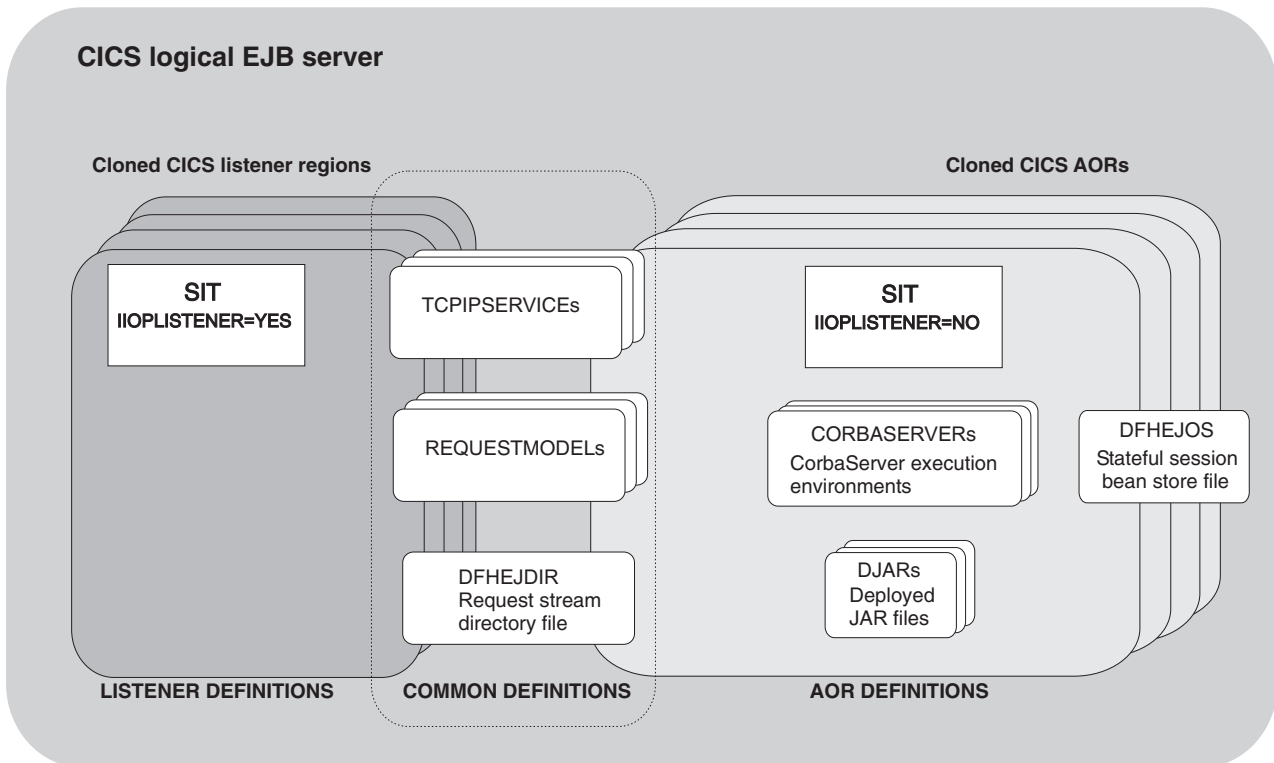 CICS logical EJB server
Cloned CICS listener regions
Cloned CICS AORs
SIT
IIOPLISTENER=YES
TCPIPSERVICEs
SIT
IIOPLISTENER=NO
REQUESTMODELs
CORBASERVERs
CorbaServer execution
environments
DFHEJOS
Stateful session
bean store file
DFHEJDIR
Request stream
directory file
DJARs
Deployed
JAR files
LISTENER DEFINITIONS
COMMON DEFINITIONS
AOR DEFINITIONS